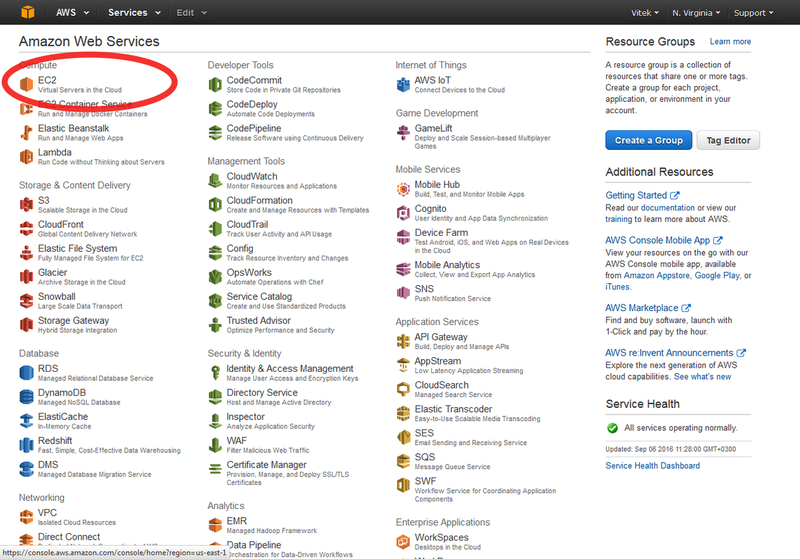 AWS
Services
Edit
Vitek
N. Virginia
Support
Amazon Web Services
Compute
EC2
Virtual Servers in the Cloud
EC2 Container Service
Run and Manage Docker Containers
Elastic Beanstalk
Run and Manage Web Apps
Lambda
Run Code without Thinking about Servers
Storage & Content Delivery
S3
Scalable Storage in the Cloud
CloudFront
Global Content Delivery Network
Elastic File System
Fully Managed File System for EC2
Glacier
Archive Storage in the Cloud
Snowball
Large Scale Data Transport
Storage Gateway
Hybrid Storage Integration
Database
RDS
Managed Relational Database Service
DynamoDB
Managed NoSQL Database
ElastiCache
In-Memory Cache
Redshift
Fast, Simple, Cost-Effective Data Warehousing
DMS
Managed Database Migration Service
Networking
VPC
Isolated Cloud Resources
Direct Connect
https://console.aws.amazon.com/console/home?region=us-east-1
Developer Tools
CodeCommit
Store Code in Private Git Repositories
CodeDeploy
Automate Code Deployments
CodePipeline
Release Software using Continuous Delivery
Management Tools
CloudWatch
Monitor Resources and Applications
CloudFormation
Create and Manage Resources with Templates
CloudTrail
Track User Activity and API Usage
Config
Track Resource Inventory and Changes
OpsWorks
Automate Operations with Chef
Service Catalog
Create and Use Standardized Products
Trusted Advisor
Optimize Performance and Security
Security & Identity
Identity & Access Management
Manage User Access and Encryption Keys
Directory Service
Host and Manage Active Directory
Inspector
Analyze Application Security
WAF
Filter Malicious Web Traffic
Certificate Manager
Provision, Manage, and Deploy SSL/TLS
Certificates
Analytics
EMR
Managed Hadoop Framework
Data Pipeline
Orchestration for Data-Driven Workflows
Internet of Things
AWS IoT
Connect Devices to the Cloud
Game Development
GameLift
Deploy and Scale Session-based Multiplayer
Games
Mobile Services
Mobile Hub
Build, Test, and Monitor Mobile Apps
Cognito
User Identity and App Data Synchronization
Device Farm
Test Android, iOS, and Web Apps on Real Devices
in the Cloud
Mobile Analytics
Collect, View and Export App Analytics
SNS
Push Notification Service
Application Services
API Gateway
Build, Deploy and Manage APIs
AppStream
Low Latency Application Streaming
CloudSearch
Managed Search Service
Elastic Transcoder
Easy-to-Use Scalable Media Transcoding
SES
Email Sending and Receiving Service
SQS
Message Queue Service
SWF
Workflow Service for Coordinating Application
Components
Enterprise Applications
WorkSpaces
Desktops in the Cloud
Resource Groups
Learn more
A resource group is a collection of
resources that share one or more tags.
Create a group for each project,
application, or environment in your
account.
Create a Group
Tag Editor
Additional Resources
Getting Started
Read our documentation or view our
training to learn more about AWS.
AWS Console Mobile App
View your resources on the go with our
AWS Console mobile app, available
from Amazon Appstore, Google Play, or
iTunes.
AWS Marketplace
Find and buy software, launch with
1-Click and pay by the hour.
AWS re:Invent Announcements
Explore the next generation of AWS
cloud capabilities. See what's new
Service Health
All services operating normally.
Updated: Sep 06 2016 11:28:00 GMT+0300
Service Health Dashboard